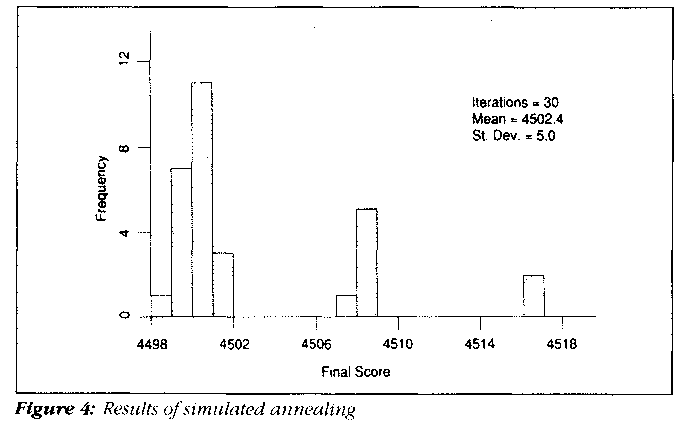 12
8
4
0
Frequency
Iterations = 30
Mean = 4502.4
St. Dev. = 5.0
4498
4502
4506
4510
4514
4518
Final Score
Figure 4: Results of simulated annealing